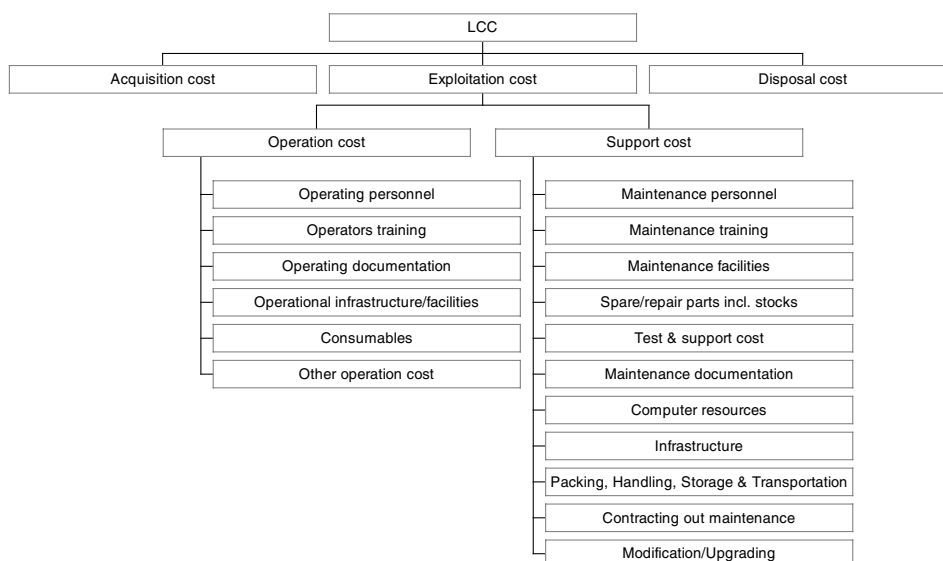 LCC
Acquisition cost
Exploitation cost
Disposal cost
Operation cost
Support cost
Operating personnel
Operators training
Operating documentation
Operational infrastructure/facilities
Consumables
Other operation cost
Maintenance personnel
Maintenance training
Maintenance facilities
Spare/repair parts incl. stocks
Test & support cost
Maintenance documentation
Computer resources
Infrastructure
Packing, Handling, Storage & Transportation
Contracting out maintenance
Modification/Upgrading